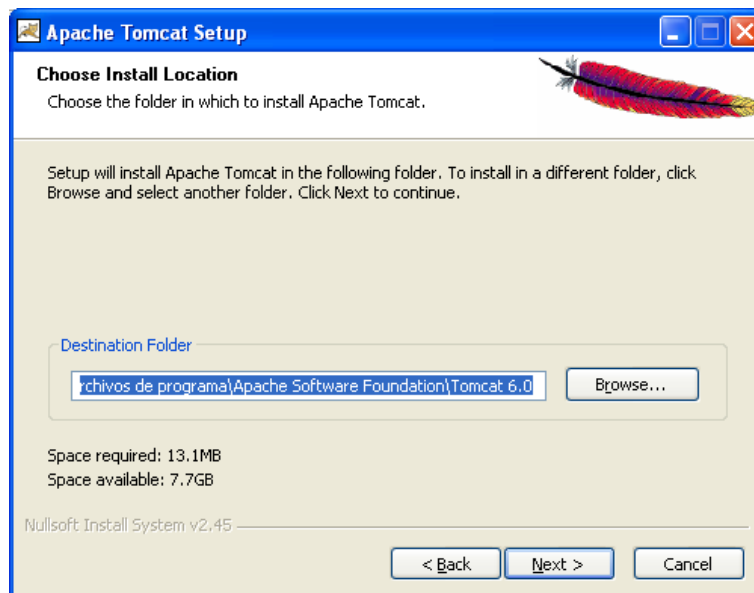 Apache Tomcat Setup
Choose Install Location
Choose the folder in which to install Apache Tomcat.
Setup will install Apache Tomcat in the following folder. To install in a different folder, click
Browse and select another folder. Click Next to continue.
Destination Folder
rchivos de programa\Apache Software Foundation\Tomcat 6.0
Browse...
Space required: 13.1MB
Space available: 7.7GB
Nullsoft Install System v2.45
< Back
Next >
Cancel